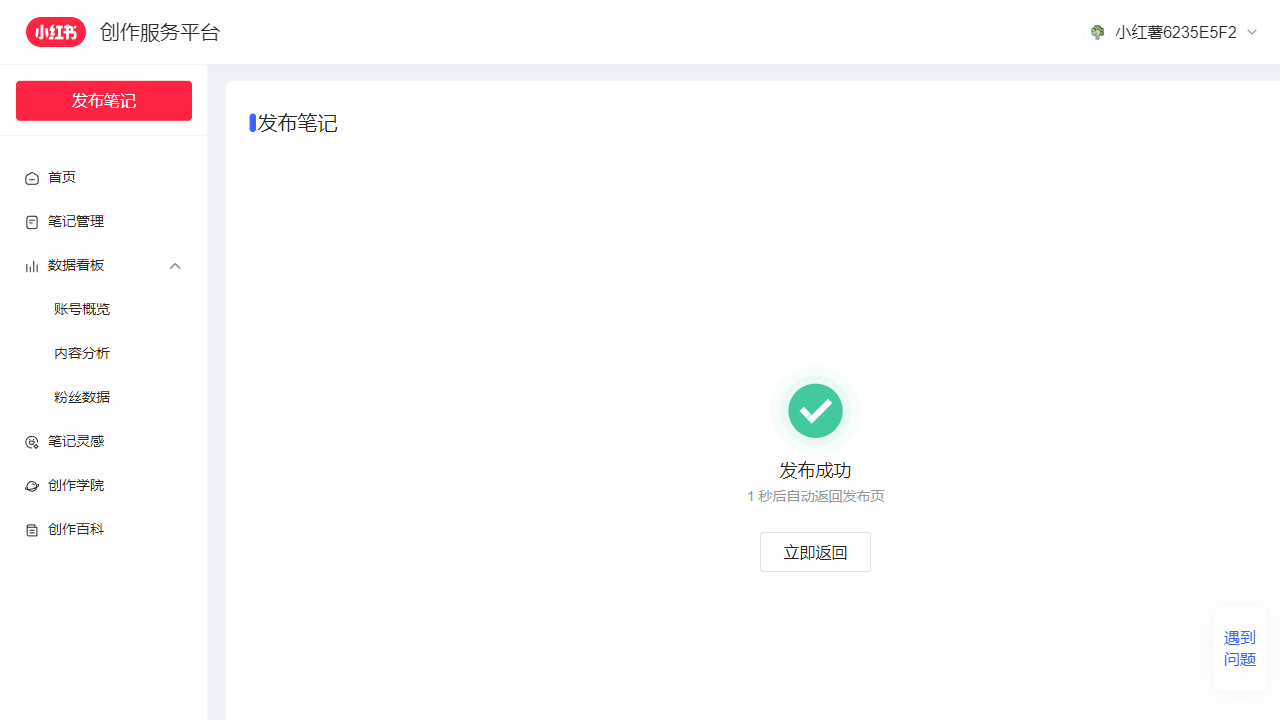 小红书 创作服务平台
小红薯6235E5F2
发布笔记
发布笔记
首页
笔记管理
数据看板
账号概览
内容分析
粉丝数据
笔记灵感
创作学院
创作百科
发布成功
1 秒后自动返回发布页
立即返回
遇到
问题